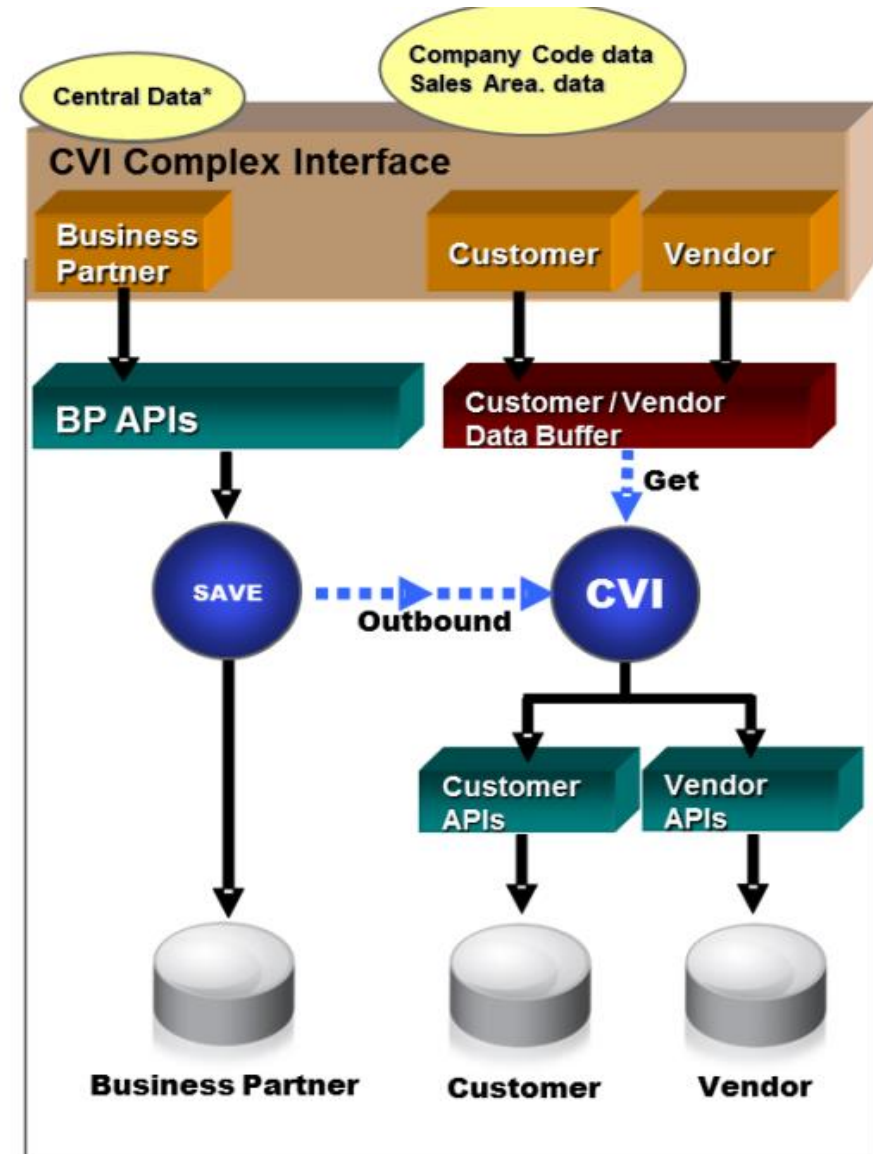 Central Data*
Company Code data
Sales Area. data
CVI Complex Interface
Business
Partner
Customer
Vendor
BP APIs
Customer / Vendor
Data Buffer
Get
SAVE
Outbound
CVI
Customer
APIs
Vendor
APIs
Business Partner
Customer
Vendor